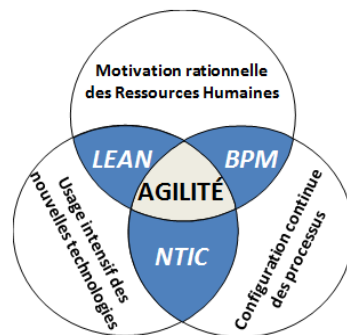 Motivation rationnelle
des Ressources Humaines
LEAN
BPM
AGILITÉ
NTIC
Usage intensif des
nouvelles technologies
Configuration continue
des processus